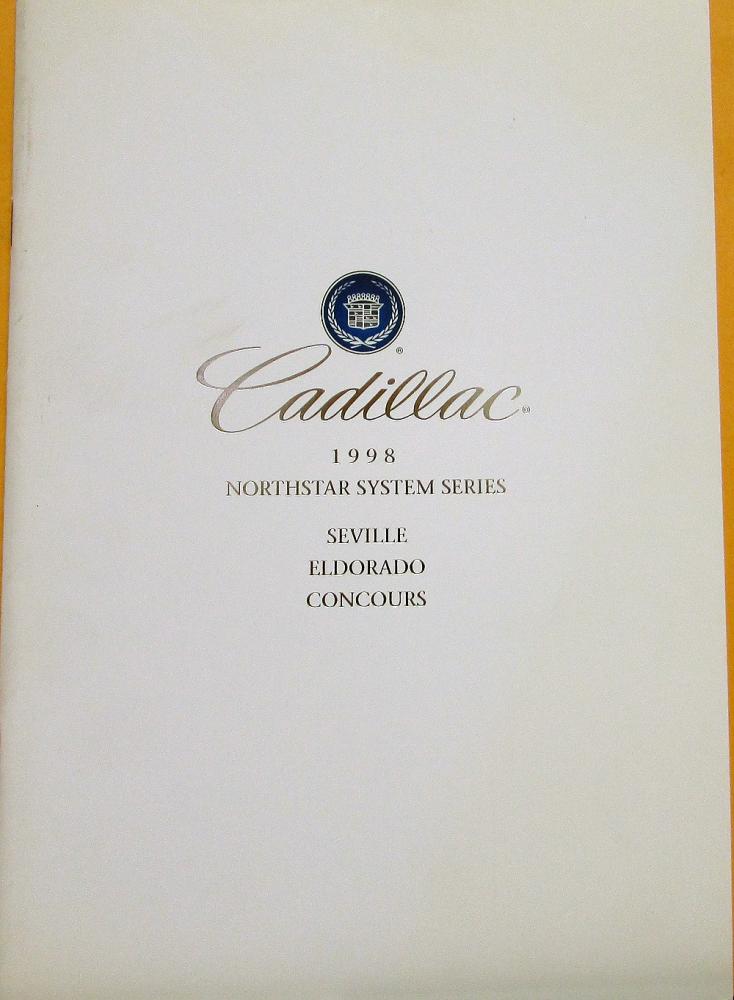 ®
Cadillac®
1998
NORTHSTAR SYSTEM SERIES
SEVILLE
ELDORADO
CONCOURS